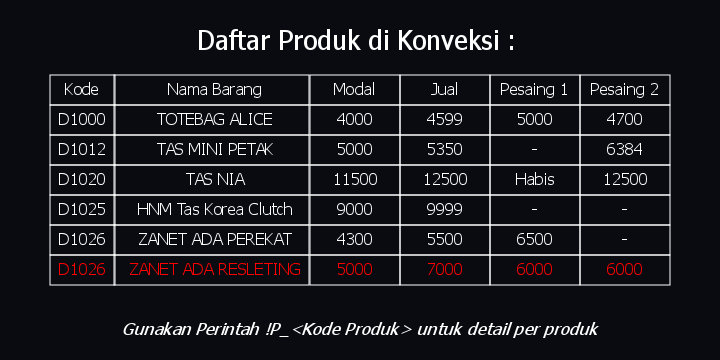 Daftar Produk di Konveksi :
Kode Nama Barang Modal Jual Pesaing 1 Pesaing 2
D1000 TOTEBAG ALICE 4000 4599 5000 4700
D1012 TAS MINI PETAK 5000 5350 - 6384
D1020 TAS NIA 11500 12500 Habis 12500
D1025 HNM Tas Korea Clutch 9000 9999 - -
D1026 ZANET ADA PEREKAT 4300 5500 6500 -
D1026 ZANET ADA RESLETING 5000 7000 6000 6000
Gunakan Perintah !P_<Kode Produk> untuk detail per produk